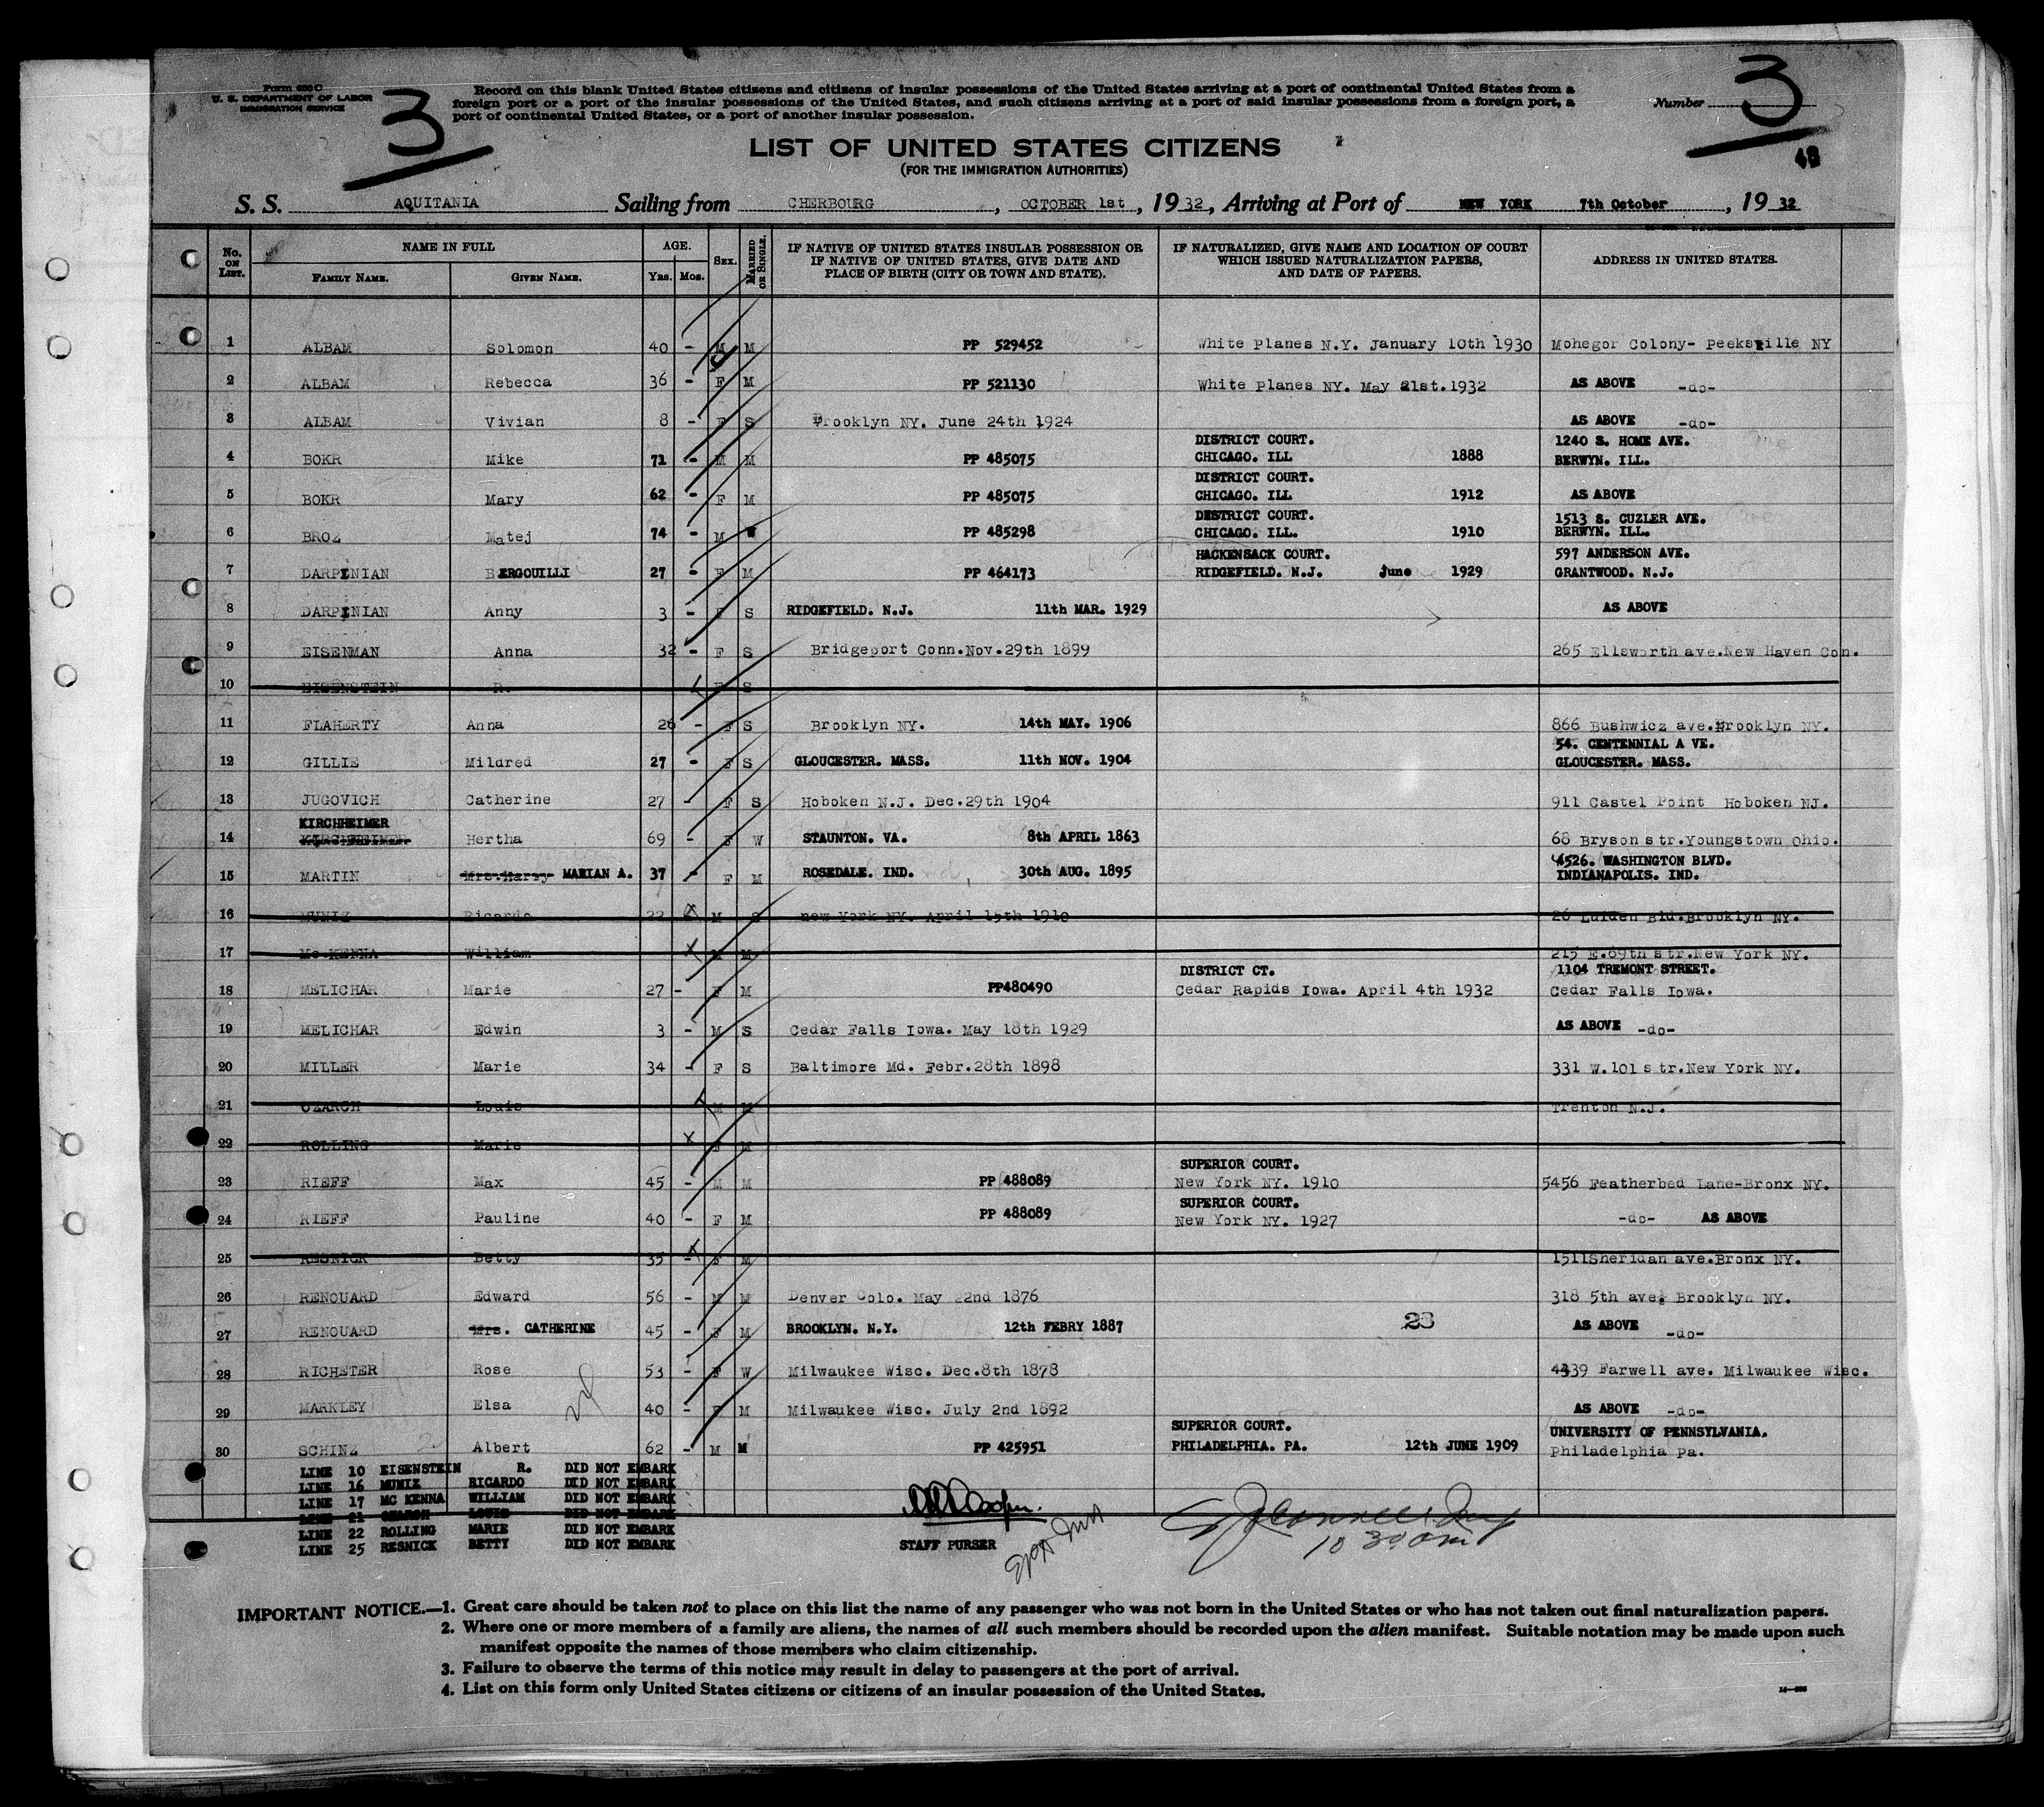 Form 630 C
U. S. DEPARTMENT OF LABOR
IMMIGRATION SERVICE
3
Record on this blank United States citizens and citizens of insular possessions of the United States arriving at a port of continental United States from a
foreign port or a port of the insular possessions of the United States, and such citizens arriving at a port of said insular possessions from a foreign port, a
port of continental United States, or a port of another insular possession.
Number 3
48
LIST OF UNITED STATES CITIZENS
(FOR THE IMMIGRATION AUTHORITIES)
S. S. AQUITANIA Sailing from CHERBOURG, OCTOBER 1st, 1932, Arriving at Port of NEW YORK 7th October, 1932
No. ON LIST. NAME IN FULL FAMILY NAME. GIVEN NAME. AGE. YRS. MOS. SEX. MARRIED OR SINGLE. IF NATIVE OF UNITED STATES INSULAR POSSESSION OR IF NATIVE OF UNITED STATES, GIVE DATE AND PLACE OF BIRTH (CITY OR TOWN AND STATE). IF NATURALIZED, GIVE NAME AND LOCATION OF COURT WHICH ISSUED NATURALIZATION PAPERS, AND DATE OF PAPERS. ADDRESS IN UNITED STATES.
1 ALBAM Solomon 40 - M M PP 529452 White Planes N.Y. January 10th 1930 Mohegor Colony- Peeksville NY
2 ALBAM Rebecca 36 - F M PP 521130 White Planes NY. May 21st.1932 AS ABOVE -do-
3 ALBAM Vivian 8 - F S Brooklyn NY. June 24th 1924 AS ABOVE -do-
4 BOKR Mike 71 - M M PP 485075 DISTRICT COURT. CHICAGO. ILL 1888 1240 S. HOME AVE. BERWYN. ILL.
5 BOKR Mary 62 - F M PP 485075 DISTRICT COURT. CHICAGO. ILL 1912 AS ABOVE
6 BROZ Matej 74 - M W PP 485298 DISTRICT COURT. CHICAGO. ILL. 1910 1513 S. CUZLER AVE. BERWYN. ILL.
7 DARPINIAN BERGOUILLI 27 - F M PP 464173 HACKENSACK COURT. RIDGEFIELD. N.J. June 1929 597 ANDERSON AVE. GRANTWOOD. N.J.
8 DARPINIAN Anny 3 - F S RIDGEFIELD. N.J. 11th MAR. 1929 AS ABOVE
9 EISENMAN Anna 32 - F S Bridgeport Conn.Nov.29th 1899 265 Ellsworth ave.New Haven Con.
10 EISENSTEIN R. F S
11 FLAHERTY Anna 26 - F S Brooklyn NY. 14th MAY. 1906 866 Bushwicz ave.Brooklyn NY.
12 GILLIE Mildred 27 - F S GLOUCESTER. MASS. 11th NOV. 1904 54. CENTENNIAL A VE. GLOUCESTER. MASS.
13 JUGOVICH Catherine 27 - F S Hoboken N.J. Dec.29th 1904 911 Castel Point Hoboken NJ.
KIRCHHEIMER
14 KIRCHHEIMER Hertha 69 - F W STAUNTON. VA. 8th APRIL 1863 68 Bryson str.Youngstown Ohio.
15 MARTIN Mrs.Harry MARIAN A. 37 - F M ROSEDALE. IND. 30th AUG. 1895 4526. WASHINGTON BLVD. INDIANAPOLIS. IND.
16 MUNIZ Ricardo 22 X M S new York NY. April 15th 1910 26 Luiden Bld.Brooklyn NY.
17 Mc KENNA William X M M 215 E.69th str.New York NY.
18 MELICHAR Marie 27 - F M PP480490 DISTRICT CT. Cedar Rapids Iowa. April 4th 1932 1104 TREMONT STREET. Cedar Falls Iowa.
19 MELICHAR Edwin 3 - M S Cedar Falls Iowa. May 18th 1929 AS ABOVE -do-
20 MILLER Marie 34 - F S Baltimore Md. Febr.28th 1898 331 W.101 str.New York NY.
21 OZARCH Louis X M M Trenton N.J.
22 ROLLING Marie X F M
23 RIEFF Max 45 - M M PP 488089 SUPERIOR COURT. New York NY. 1910 5456 Featherbed Lane-Bronx NY.
24 RIEFF Pauline 40 - F M PP 488089 SUPERIOR COURT. New York NY. 1927 -do- AS ABOVE
25 RESNICK Betty 35 - X F M 1511Sheridan ave.Bronx NY.
26 RENOUARD Edward 56 - M M Denver Colo. May 22nd 1876 318 5th ave. Brooklyn NY.
27 RENOUARD Mrs. CATHERINE 45 - F M BROOKLYN. N.Y. 12th FEBRY 1887 23 AS ABOVE -do-
28 RICHETER Rose 53 - F W Milwaukee Wisc. Dec.8th 1878 4339 Farwell ave. Milwaukee Wisc.
29 MARKLEY Elsa 40 - F M Milwaukee Wisc. July 2nd 1892 AS ABOVE -do-
30 SCHINZ Albert 62 - M M PP 425951 SUPERIOR COURT. PHILADELPHIA. PA. 12th JUNE 1909 UNIVERSITY OF PENNSYLVANIA. Philadelphia Pa.
LINE 10 EISENSTEIN R. DID NOT EMBARK
LINE 16 MUNIZ RICARDO DID NOT EMBARK
LINE 17 MC KENNA WILLIAM DID NOT EMBARK
LINE 21 OZARCH LOUIS DID NOT EMBARK
LINE 22 ROLLING MARIE DID NOT EMBARK
LINE 25 RESNICK BETTY DID NOT EMBARK
STAFF PURSER
10 30 am
IMPORTANT NOTICE.—1. Great care should be taken not to place on this list the name of any passenger who was not born in the United States or who has not taken out final naturalization papers.
2. Where one or more members of a family are aliens, the names of all such members should be recorded upon the alien manifest. Suitable notation may be made upon such
manifest opposite the names of those members who claim citizenship.
3. Failure to observe the terms of this notice may result in delay to passengers at the port of arrival.
4. List on this form only United States citizens or citizens of an insular possession of the United States.